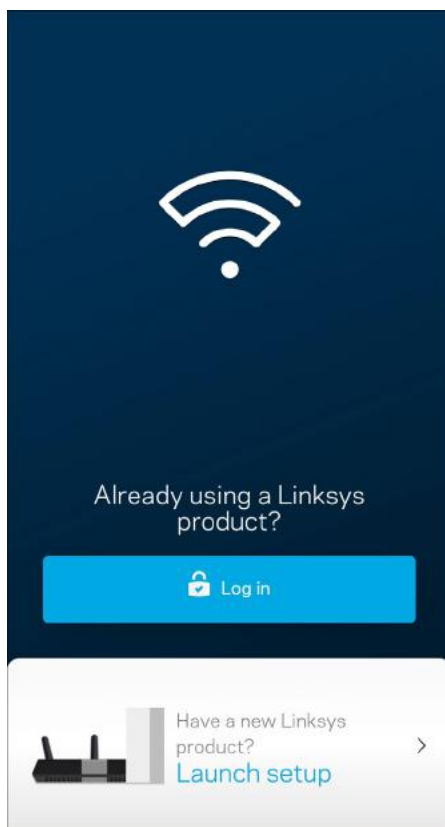 Already using a Linksys
product?
Log in
Have a new Linksys
product?
Launch setup